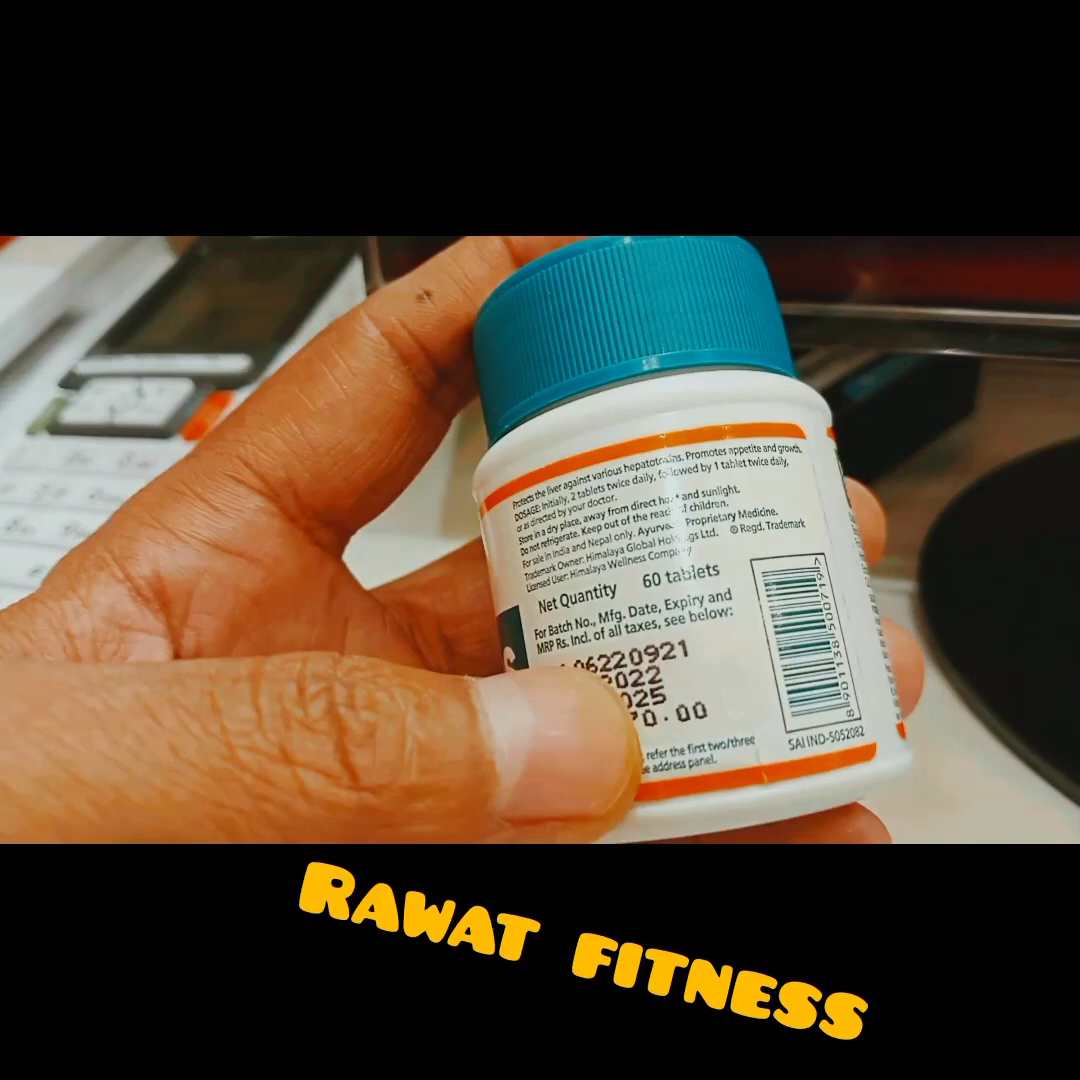 Protects the liver against various hepatotoxins. Promotes appetite and growth.
DOSAGE: Initially, 2 tablets twice daily, followed by 1 tablet twice daily,
or as directed by your doctor.
Store in a dry place, away from direct heat and sunlight.
Do not refrigerate. Keep out of the reach of children.
For sale in India and Nepal only. Ayurvedic Proprietary Medicine.
Trademark Owner: Himalaya Global Holdings Ltd. ® Regd. Trademark
Licensed User: Himalaya Wellness Company
Net Quantity 60 tablets
For Batch No., Mfg. Date, Expiry and
MRP Rs. Incl. of all taxes, see below:
06220921
2022
025
0.00
refer the first two/three
address panel.
8901138500719
SAI IND-5052082
RAWAT FITNESS